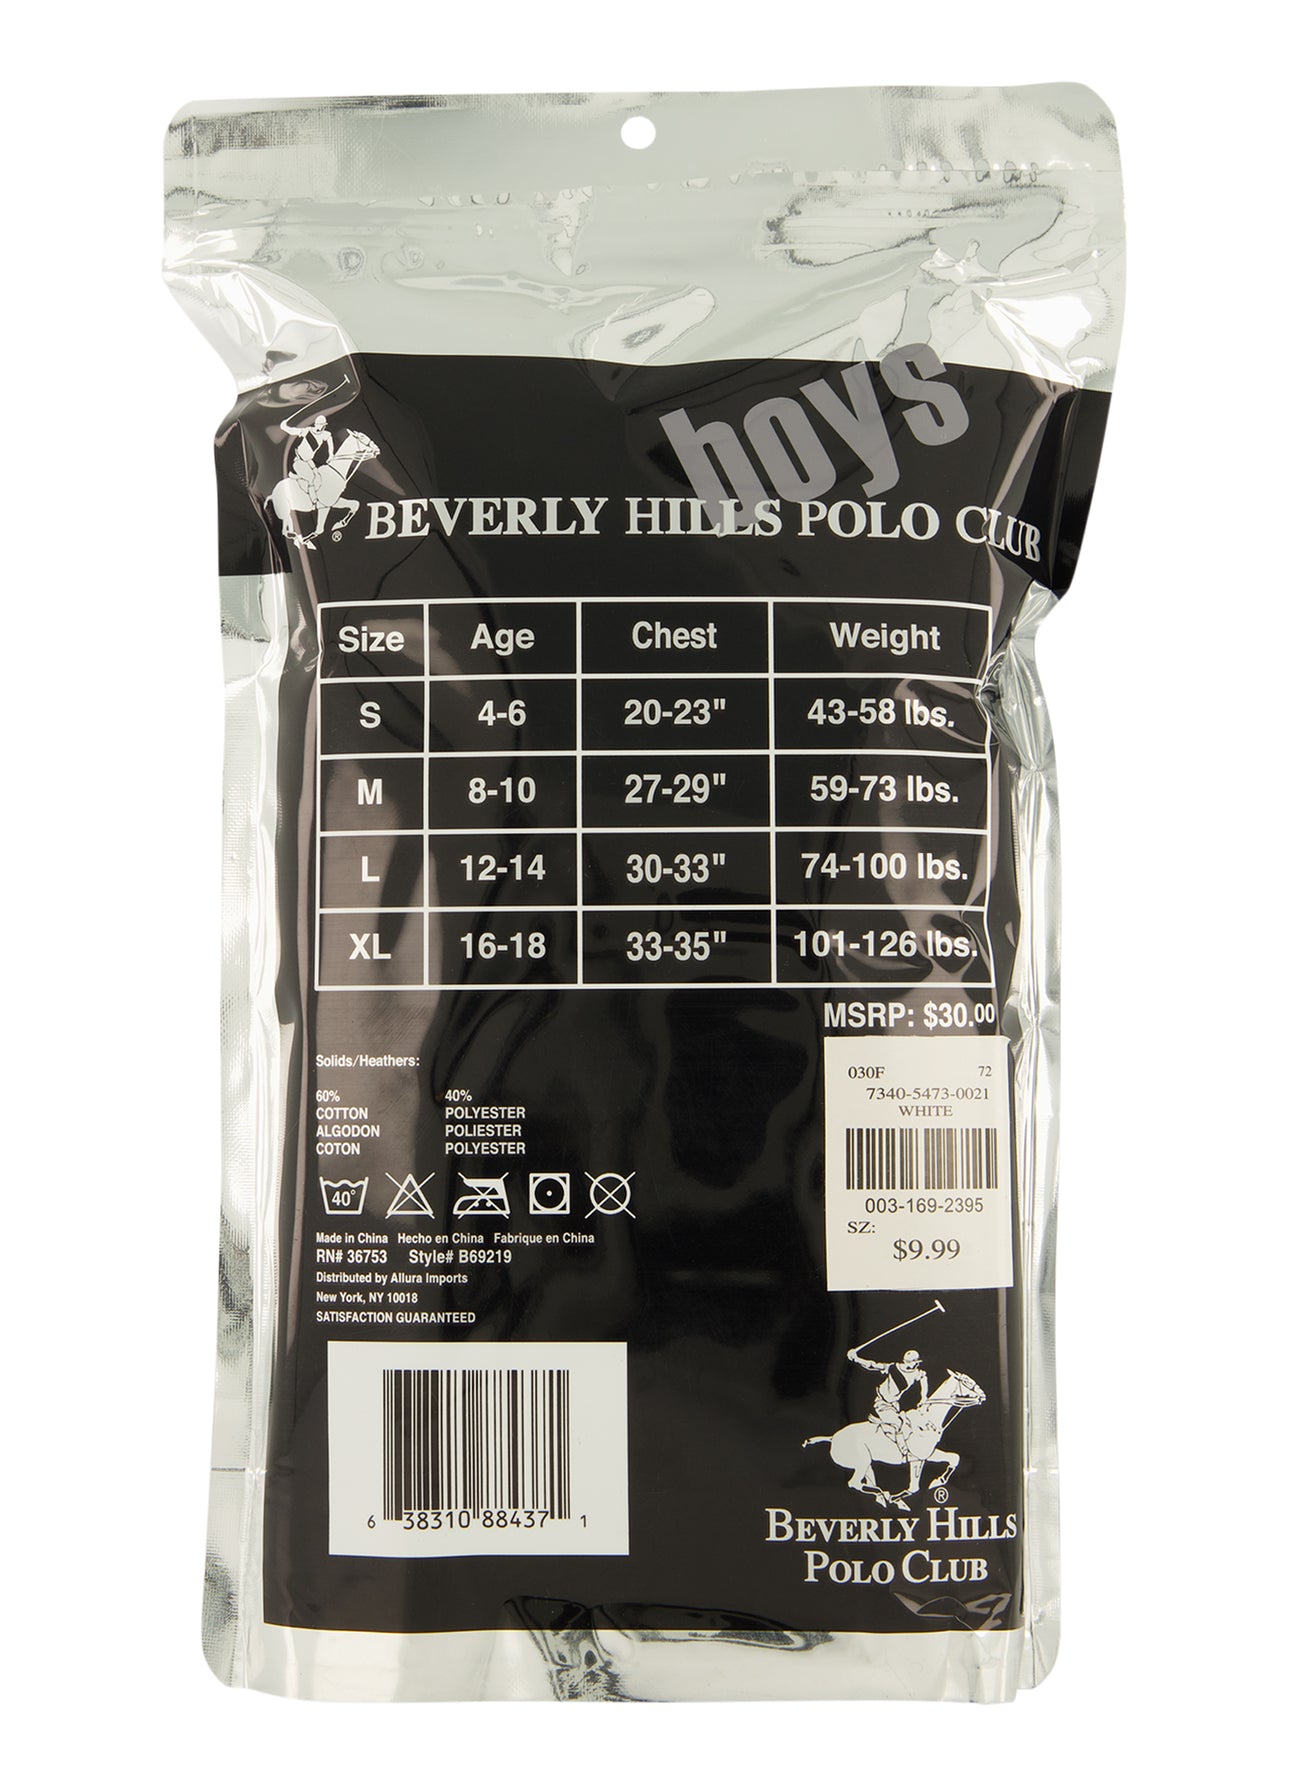 boys
BEVERLY HILLS POLO CLUB
®
Size Age Chest Weight
S 4-6 20-23" 43-58 lbs.
M 8-10 27-29" 59-73 lbs.
L 12-14 30-33" 74-100 lbs.
XL 16-18 33-35" 101-126 lbs.
MSRP: $30.00
Solids/Heathers:
60% 40%
COTTON POLYESTER
ALGODON POLIESTER
COTON POLYESTER
40°
Made in China Hecho en China Fabrique en China
RN# 36753 Style# B69219
Distributed by Allura Imports
New York, NY 10018
SATISFACTION GUARANTEED
6 38310 88437 1
030F 72
7340-5473-0021
WHITE
003-169-2395
SZ:
$9.99
®
BEVERLY HILLS
POLO CLUB